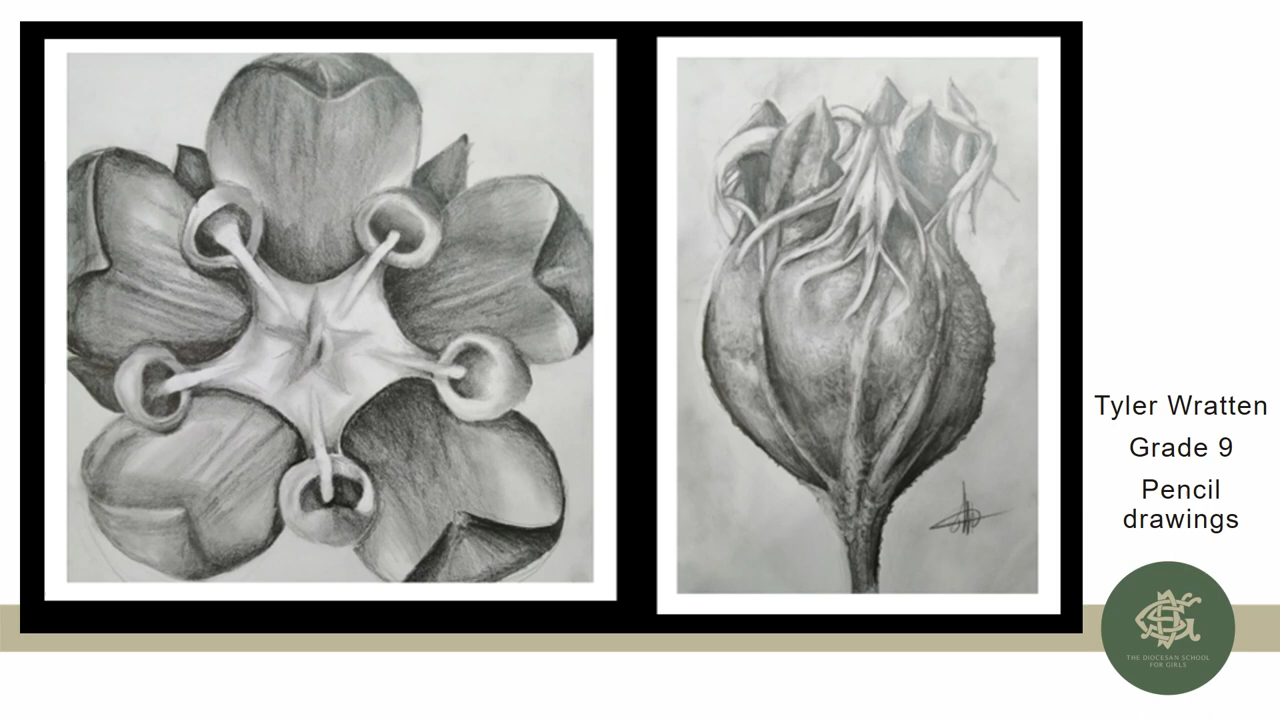 Tyler Wratten
Grade 9
Pencil
drawings
THE DIOCESAN SCHOOL
FOR GIRLS